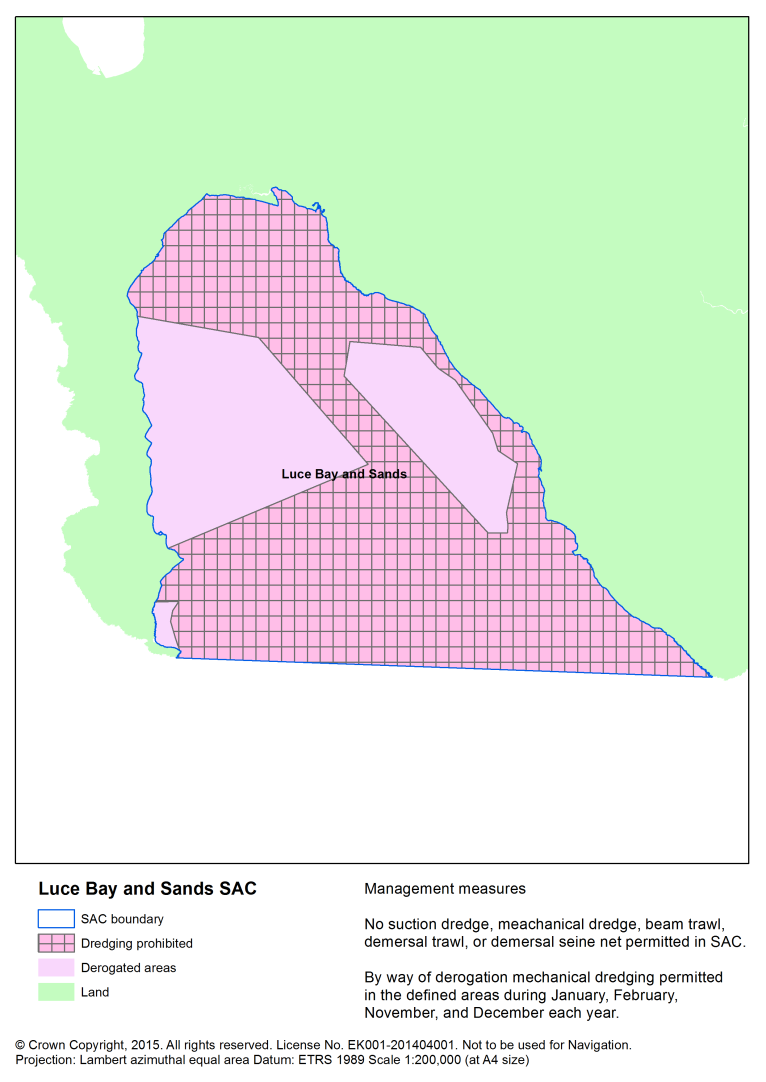 Luce Bay and Sands
Luce Bay and Sands SAC
SAC boundary
Dredging prohibited
Derogated areas
Land
Management measures
No suction dredge, meachanical dredge, beam trawl,
demersal trawl, or demersal seine net permitted in SAC.
By way of derogation mechanical dredging permitted
in the defined areas during January, February,
November, and December each year.
© Crown Copyright, 2015. All rights reserved. License No. EK001-201404001. Not to be used for Navigation.
Projection: Lambert azimuthal equal area Datum: ETRS 1989 Scale 1:200,000 (at A4 size)